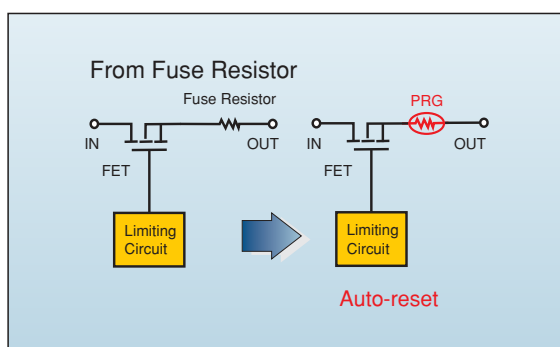 From Fuse Resistor
Fuse Resistor
IN
OUT
FET
Limiting
Circuit
PRG
IN
OUT
FET
Limiting
Circuit
Auto-reset